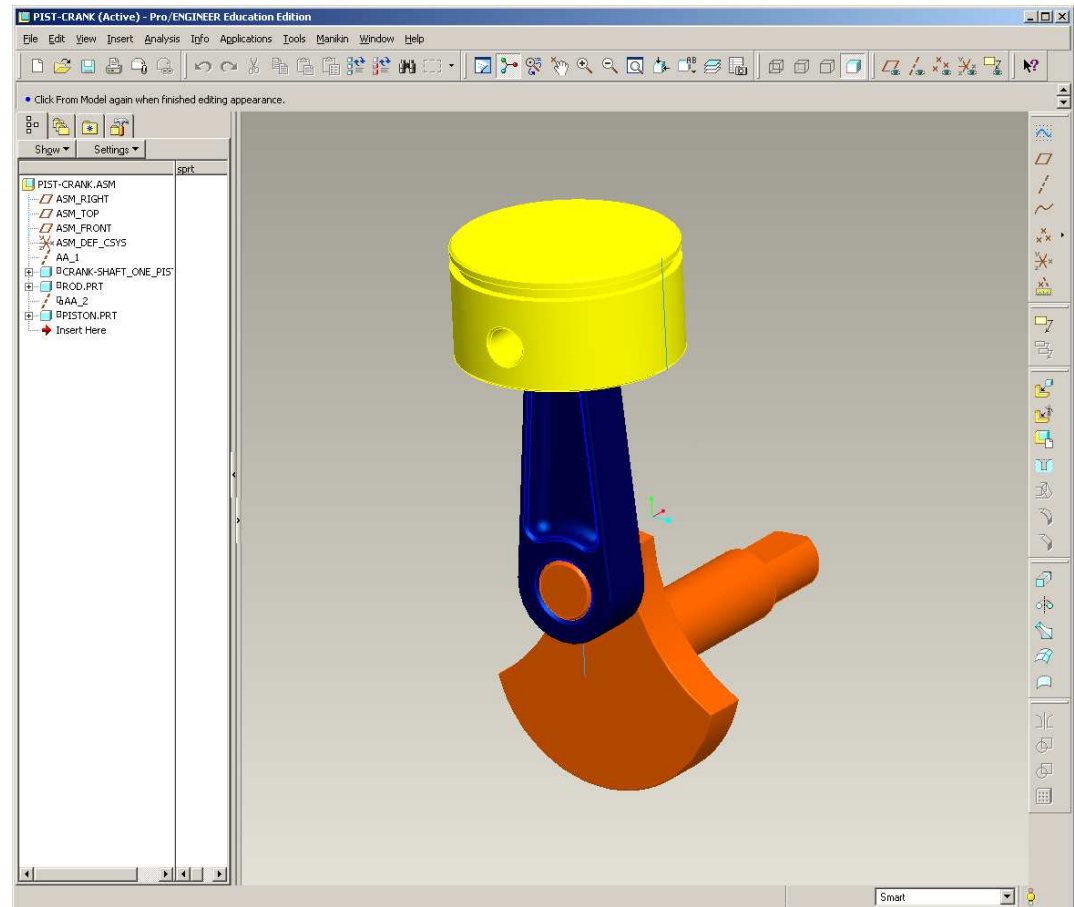 PIST-CRANK (Active) - Pro/ENGINEER Education Edition
File Edit View Insert Analysis Info Applications Tools Manikin Window Help
• Click From Model again when finished editing appearance.
Show Settings
sprt
PIST-CRANK.ASM
ASM_RIGHT
ASM_TOP
ASM_FRONT
ASM_DEF_CSYS
AA_1
CRANK-SHAFT_ONE_PIS
ROD.PRT
AA_2
PISTON.PRT
Insert Here
Smart